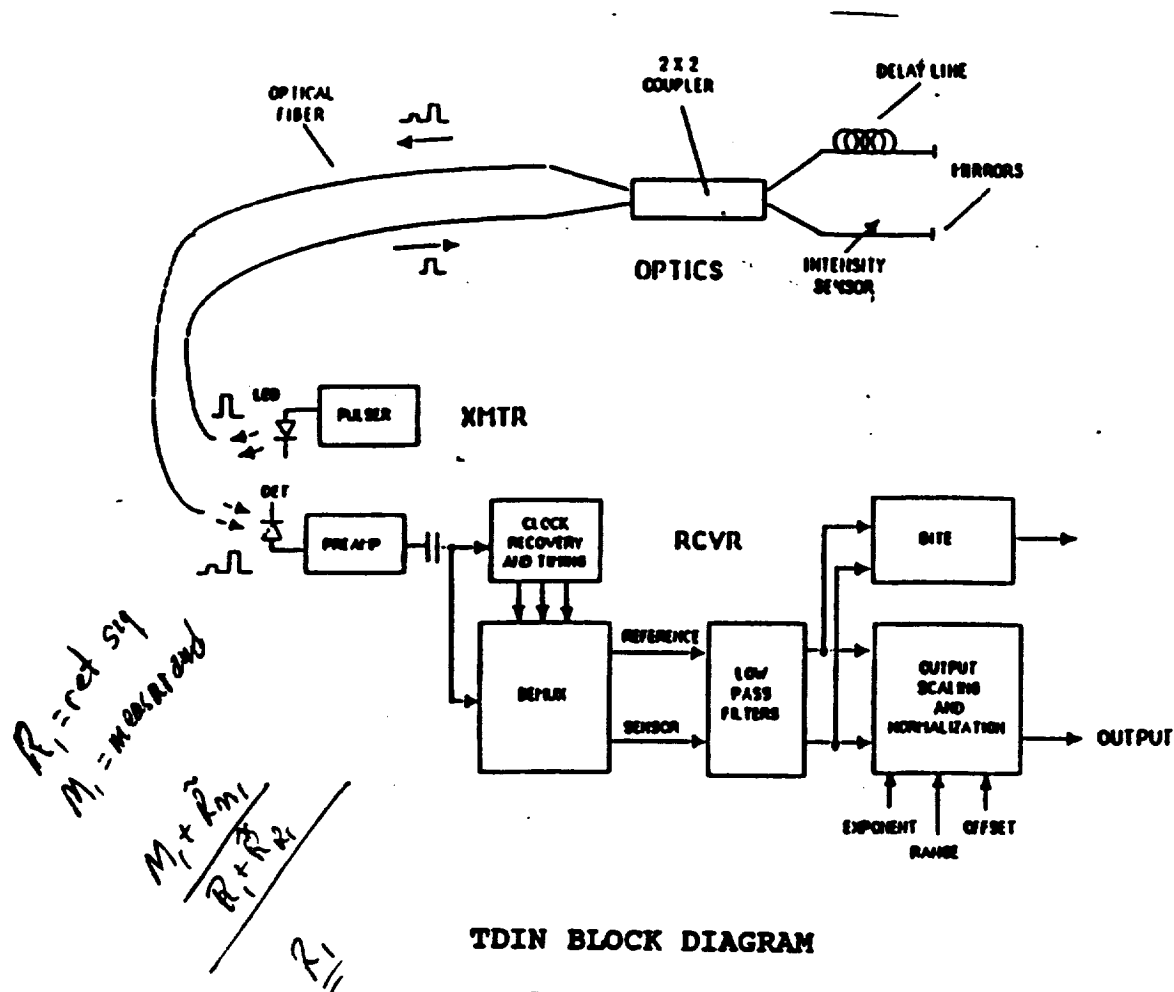 OPTICAL
FIBER
2 X 2
COUPLER
DELAY LINE
MIRRORS
INTENSITY
SENSOR
OPTICS
LED
PULSER
XMTR
DET
PREAMP
CLOCK
RECOVERY
AND TIMING
RCVR
BITE
DEMUX
REFERENCE
SENSOR
LOW
PASS
FILTERS
OUTPUT
SCALING
AND
NORMALIZATION
OUTPUT
EXPONENT
OFFSET
RANGE
R₁ = ret sig
M₁ = measurand
R₁
TDIN BLOCK DIAGRAM